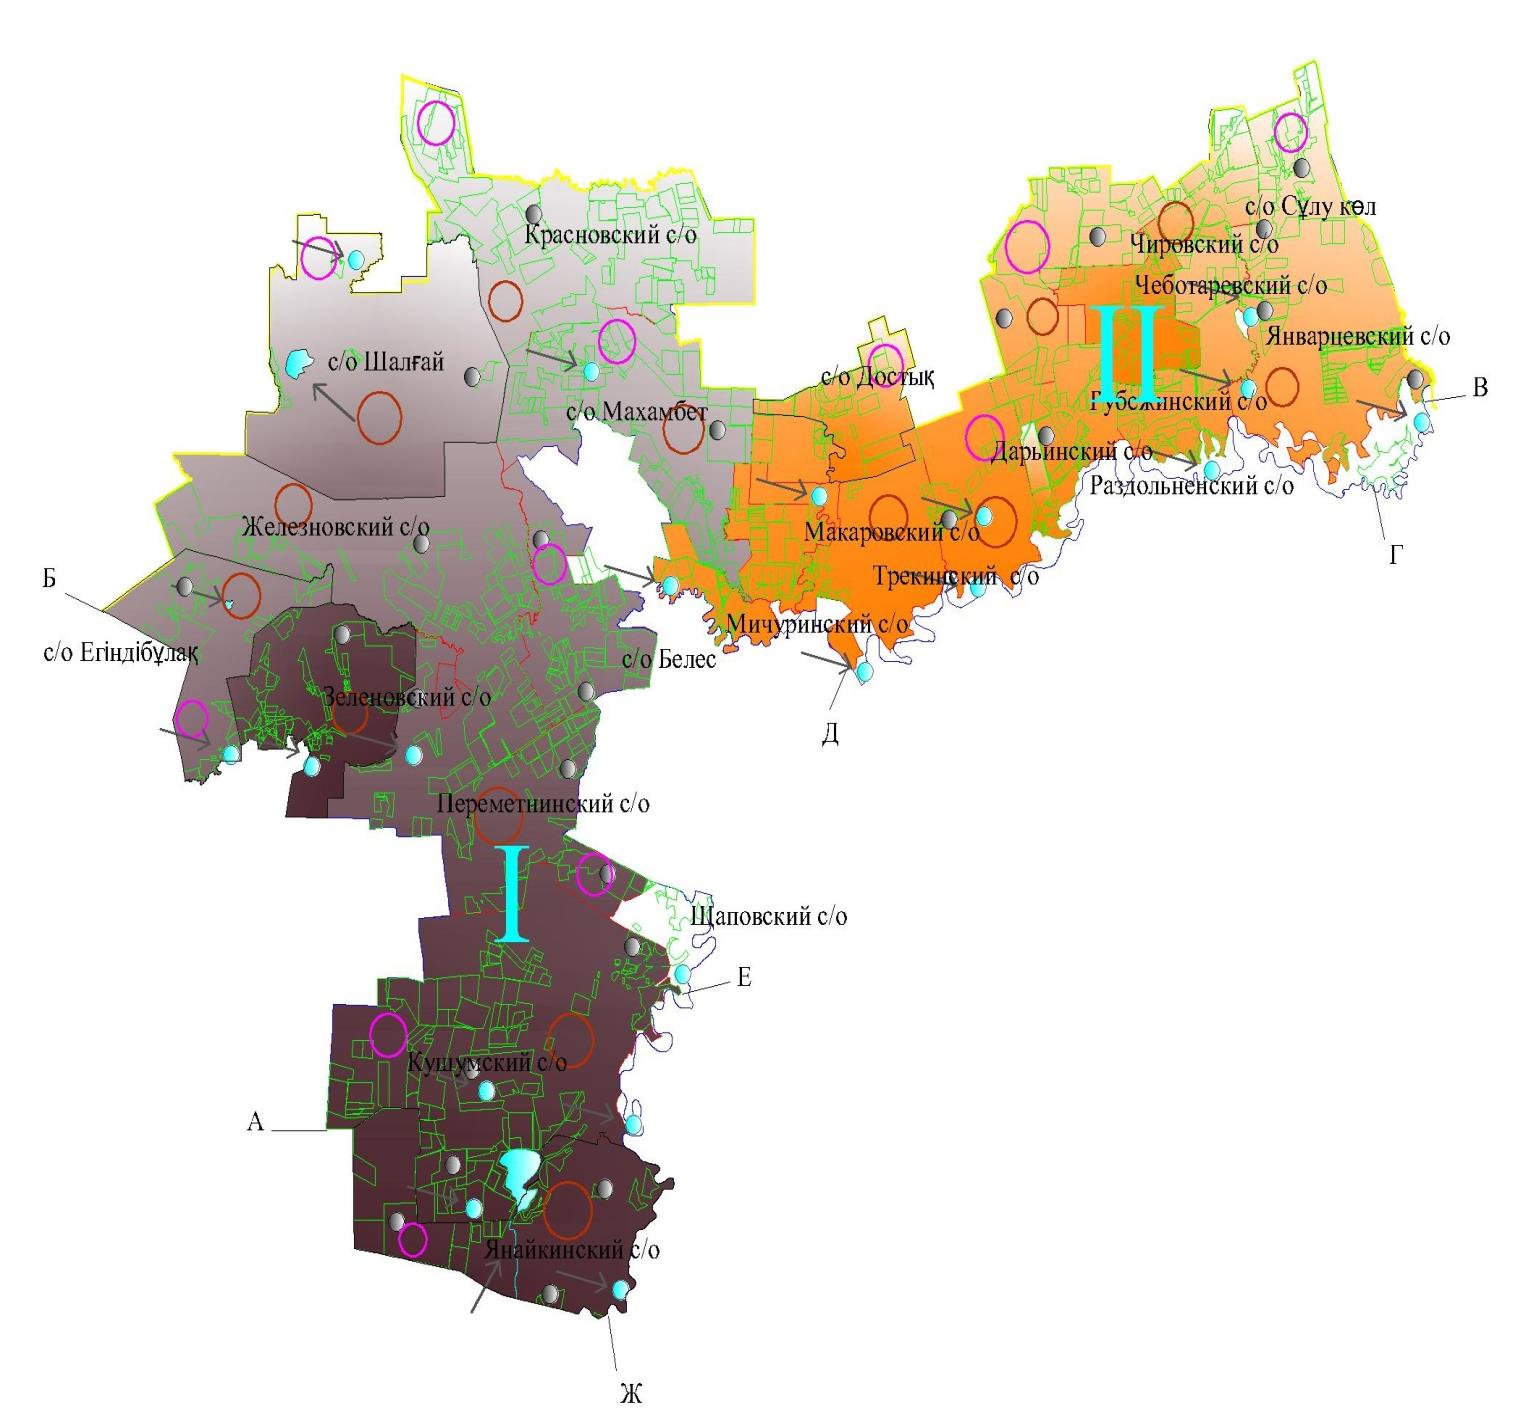 с/о Сұлу көл
Красновский с/о
Чировский с/о
Чеботаревский с/о
Январцевский с/о
II
с/о Шалғай
с/о Достық
В
Рубежинский с/о
с/о Махамбет
Дарьинский с/о
Раздольненский с/о
Железновский с/о
Макаровский с/о
Г
Б
Трекинский с/о
Мичуринский с/о
с/о Егіндібұлақ
с/о Белес
Зеленовский с/о
Д
Переметнинский с/о
I
Щаповский с/о
Е
Кушумский с/о
А
Янайкинский с/о
Ж